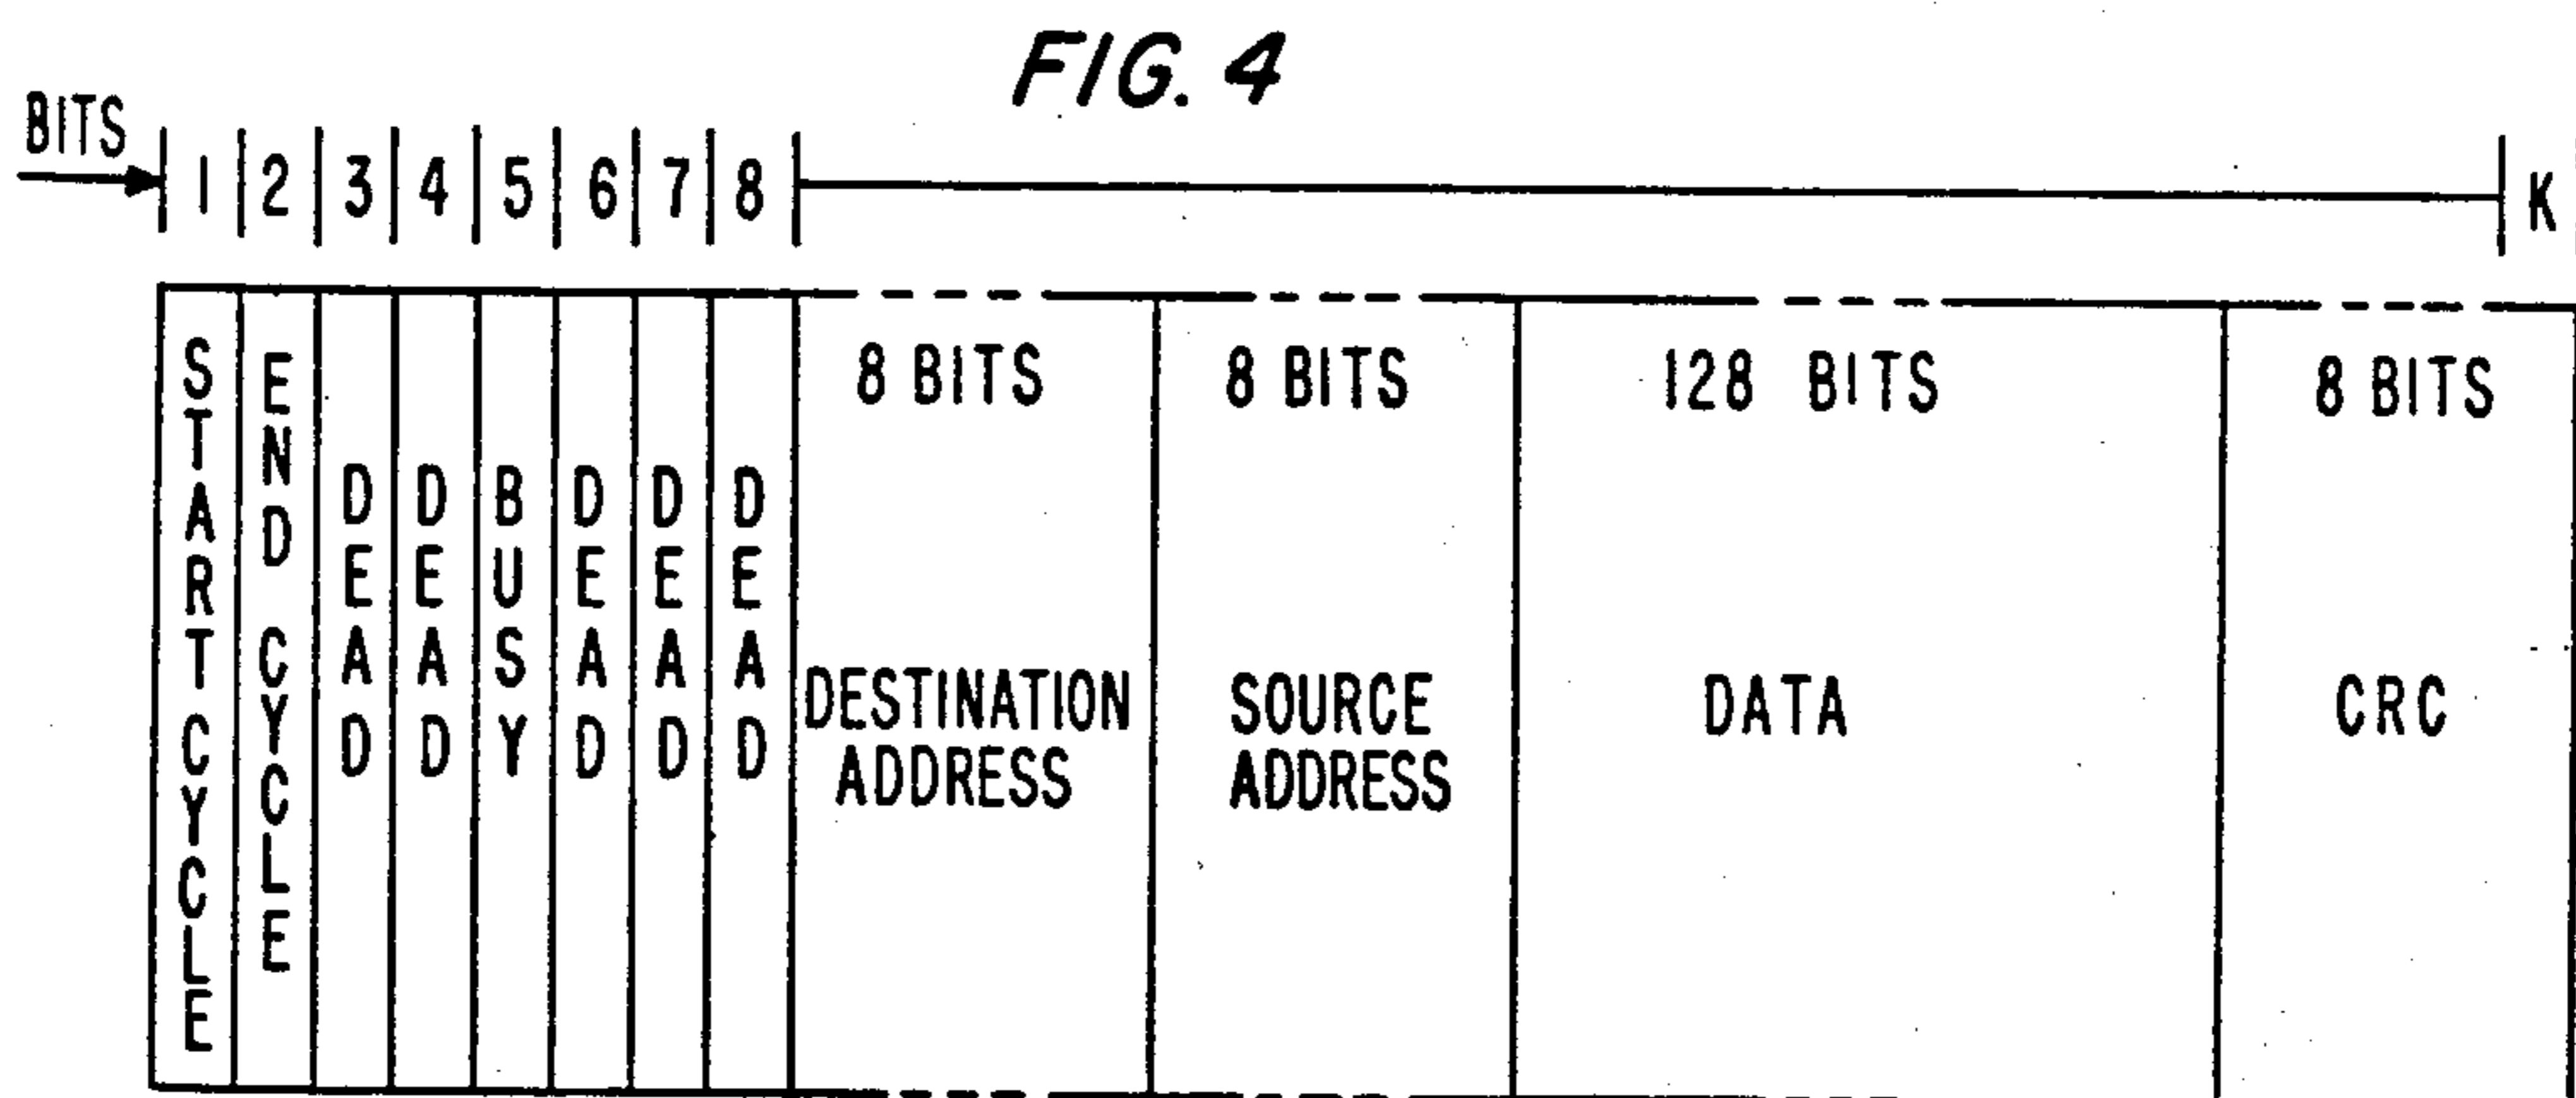 FIG. 4
BITS
1 2 3 4 5 6 7 8 K
START CYCLE
END CYCLE
DEAD
DEAD
BUSY
DEAD
DEAD
DEAD
8 BITS
DESTINATION
ADDRESS
8 BITS
SOURCE
ADDRESS
128 BITS
DATA
8 BITS
CRC